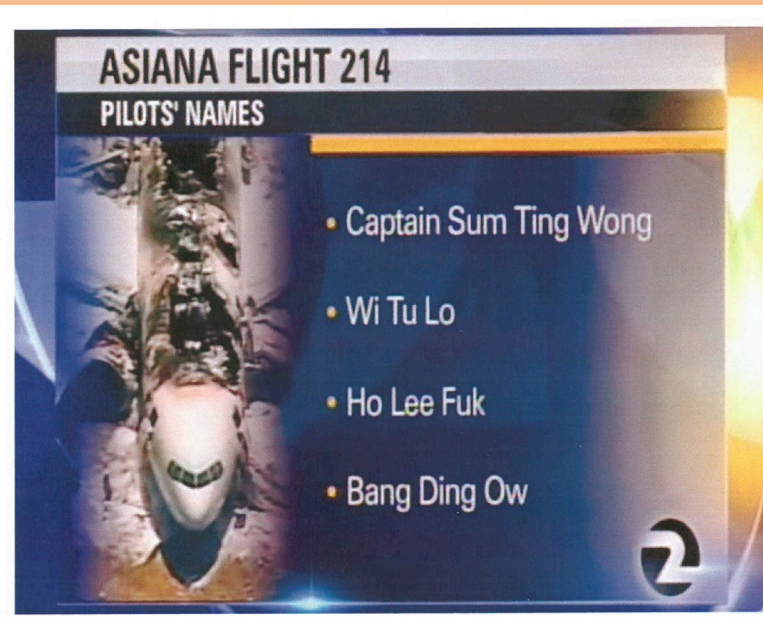 ASIANA FLIGHT 214
PILOTS' NAMES
• Captain Sum Ting Wong
• Wi Tu Lo
• Ho Lee Fuk
• Bang Ding Ow
2